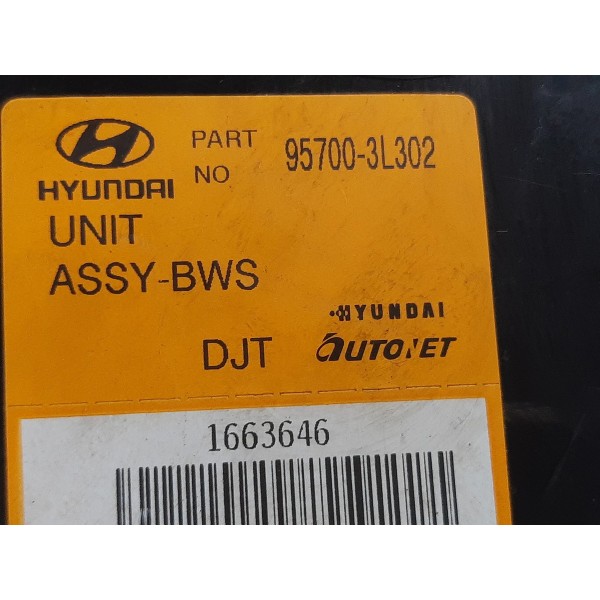 PART NO 95700-3L302
HYUNDAI
UNIT
ASSY-BWS
HYUNDAI
DJT AUTONET
1663646